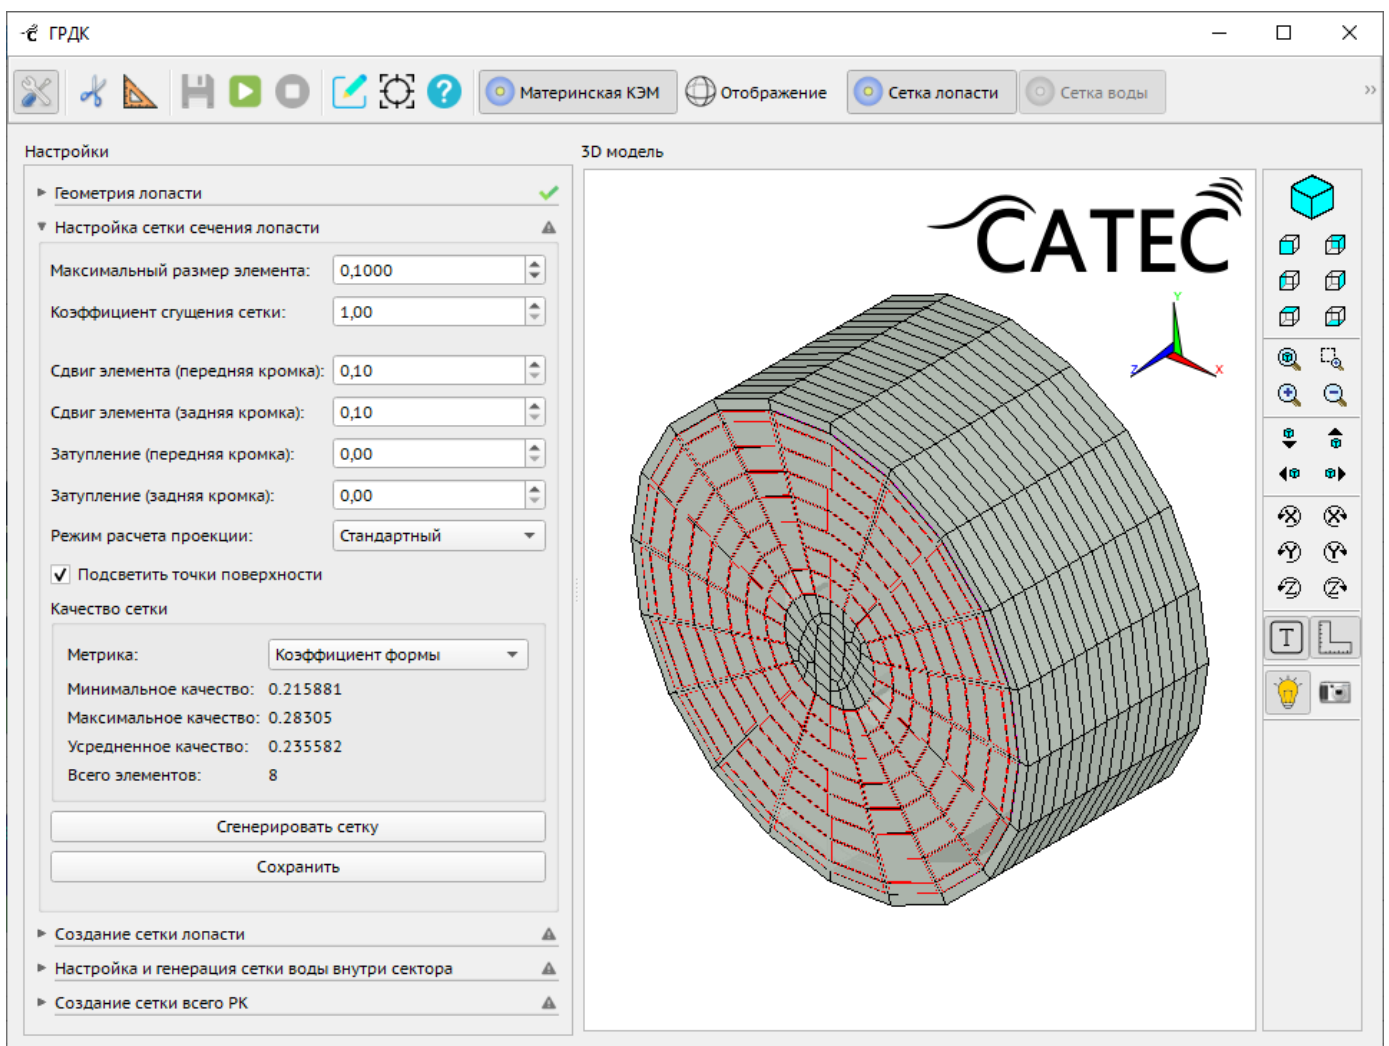 ГРДК
Материнская КЭМ
Отображение
Сетка лопасти
Сетка воды
Настройки
3D модель
Геометрия лопасти
Настройка сетки сечения лопасти
Максимальный размер элемента: 0,1000
Коэффициент сгущения сетки: 1,00
Сдвиг элемента (передняя кромка): 0,10
Сдвиг элемента (задняя кромка): 0,10
Затупление (передняя кромка): 0,00
Затупление (задняя кромка): 0,00
Режим расчета проекции: Стандартный
Подсветить точки поверхности
Качество сетки
Метрика: Коэффициент формы
Минимальное качество: 0.215881
Максимальное качество: 0.28305
Усредненное качество: 0.235582
Всего элементов: 8
Сгенерировать сетку
Сохранить
Создание сетки лопасти
Настройка и генерация сетки воды внутри сектора
Создание сетки всего РК
CATEC
Y
Z X
X X
Y Y
Z Z
T